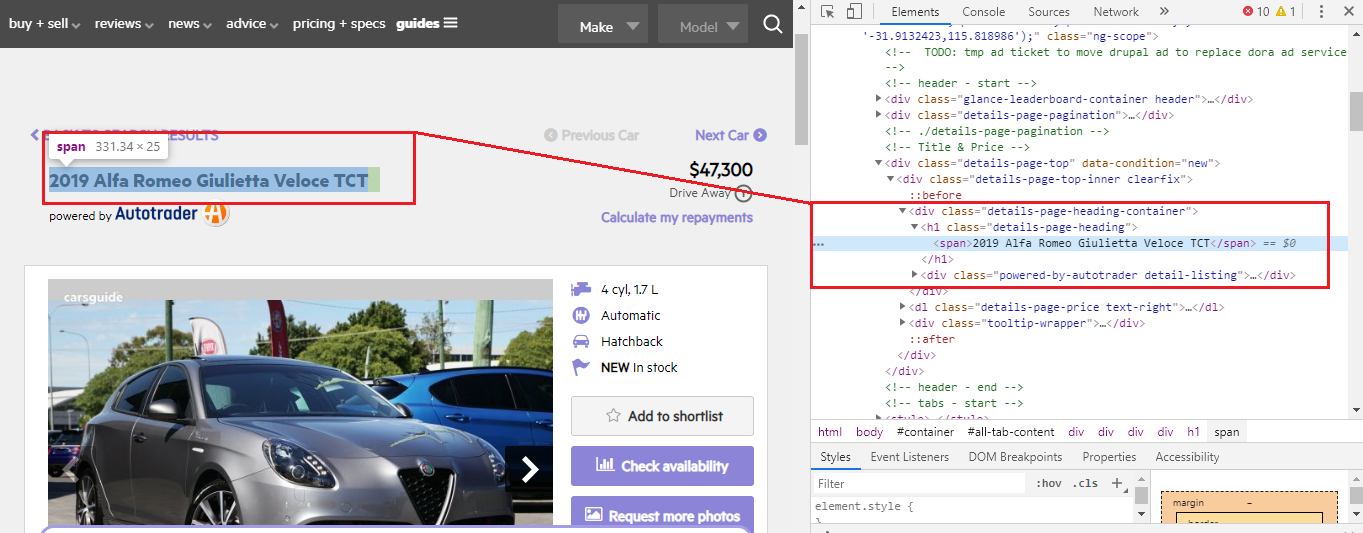 buy + sell reviews news advice pricing + specs guides Make Model
BACK TO SEARCH RESULTS Previous Car Next Car
span 331.34 × 25
2019 Alfa Romeo Giulietta Veloce TCT
$47,300
Drive Away
powered by Autotrader
Calculate my repayments
carsguide
4 cyl, 1.7 L
Automatic
Hatchback
NEW In stock
Add to shortlist
Check availability
Request more photos
Elements Console Sources Network 10 1
'-31.9132423,115.818986');" class="ng-scope">
<!-- TODO: tmp ad ticket to move drupal ad to replace dora ad service
-->
<!-- header - start -->
<div class="glance-leaderboard-container header">…</div>
<div class="details-page-pagination">…</div>
<!-- ./details-page-pagination -->
<!-- Title & Price -->
<div class="details-page-top" data-condition="new">
<div class="details-page-top-inner clearfix">
::before
<div class="details-page-heading-container">
<h1 class="details-page-heading">
… <span>2019 Alfa Romeo Giulietta Veloce TCT</span> == $0
</h1>
<div class="powered-by-autotrader detail-listing">…</div>
</div>
<dl class="details-page-price text-right">…</dl>
<div class="tooltip-wrapper">…</div>
::after
</div>
</div>
<!-- header - end -->
<!-- tabs - start -->
<style>…</style>
html body #container #all-tab-content div div div div h1 span
Styles Event Listeners DOM Breakpoints Properties Accessibility
Filter :hov .cls +
element.style {
}
margin –
border